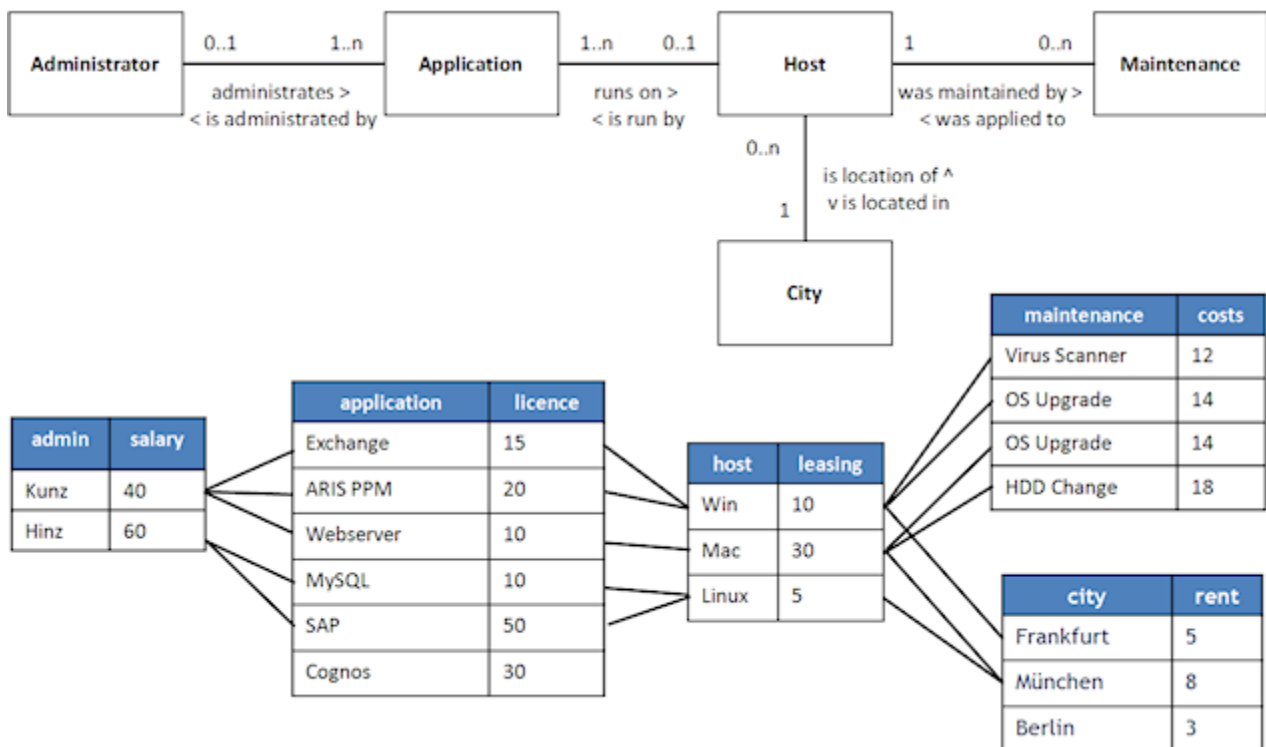 Administrator
0..1
1..n
administrates >
< is administrated by
Application
1..n
0..1
runs on >
< is run by
Host
1
0..n
was maintained by >
< was applied to
Maintenance
0..n
is location of ^
v is located in
1
City
admin salary
Kunz 40
Hinz 60
application licence
Exchange 15
ARIS PPM 20
Webserver 10
MySQL 10
SAP 50
Cognos 30
host leasing
Win 10
Mac 30
Linux 5
maintenance costs
Virus Scanner 12
OS Upgrade 14
OS Upgrade 14
HDD Change 18
city rent
Frankfurt 5
München 8
Berlin 3